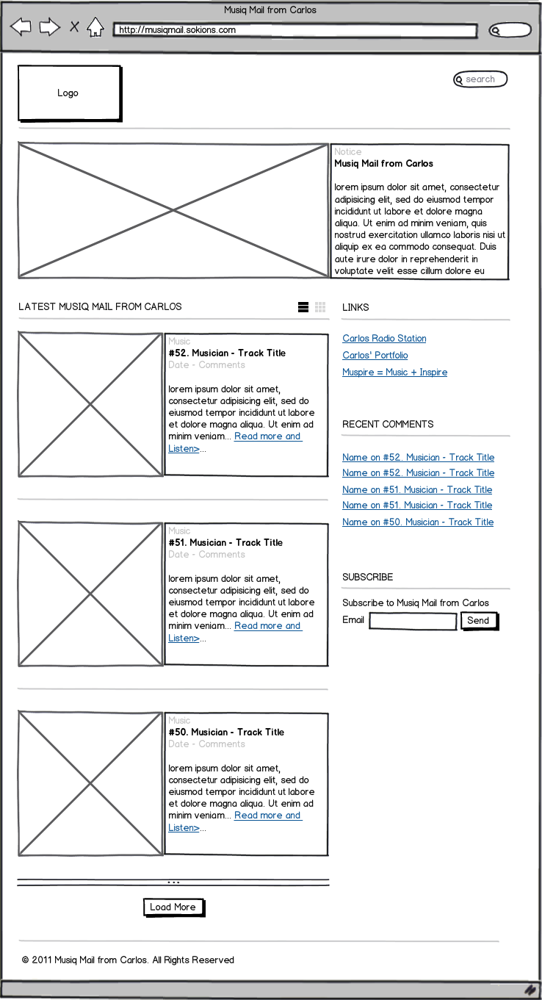 Musiq Mail from Carlos
http://musiqmail.sokions.com
Logo
search
Notice
Musiq Mail from Carlos
lorem ipsum dolor sit amet, consectetur
adipisicing elit, sed do eiusmod tempor
incididunt ut labore et dolore magna
aliqua. Ut enim ad minim veniam, quis
nostrud exercitation ullamco laboris nisi ut
aliquip ex ea commodo consequat. Duis
aute irure dolor in reprehenderit in
voluptate velit esse cillum dolore eu
LATEST MUSIQ MAIL FROM CARLOS
Music
#52. Musician - Track Title
Date - Comments
lorem ipsum dolor sit amet,
consectetur adipisicing elit, sed do
eiusmod tempor incididunt ut labore
et dolore magna aliqua. Ut enim ad
minim veniam... Read more and
Listen>...
Music
#51. Musician - Track Title
Date - Comments
lorem ipsum dolor sit amet,
consectetur adipisicing elit, sed do
eiusmod tempor incididunt ut labore
et dolore magna aliqua. Ut enim ad
minim veniam... Read more and
Listen>...
Music
#50. Musician - Track Title
Date - Comments
lorem ipsum dolor sit amet,
consectetur adipisicing elit, sed do
eiusmod tempor incididunt ut labore
et dolore magna aliqua. Ut enim ad
minim veniam... Read more and
Listen>...
Load More
LINKS
Carlos Radio Station
Carlos' Portfolio
Muspire = Music + Inspire
RECENT COMMENTS
Name on #52. Musician - Track Title
Name on #52. Musician - Track Title
Name on #51. Musician - Track Title
Name on #51. Musician - Track Title
Name on #50. Musician - Track Title
SUBSCRIBE
Subscribe to Musiq Mail from Carlos
Email
Send
© 2011 Musiq Mail from Carlos. All Rights Reserved